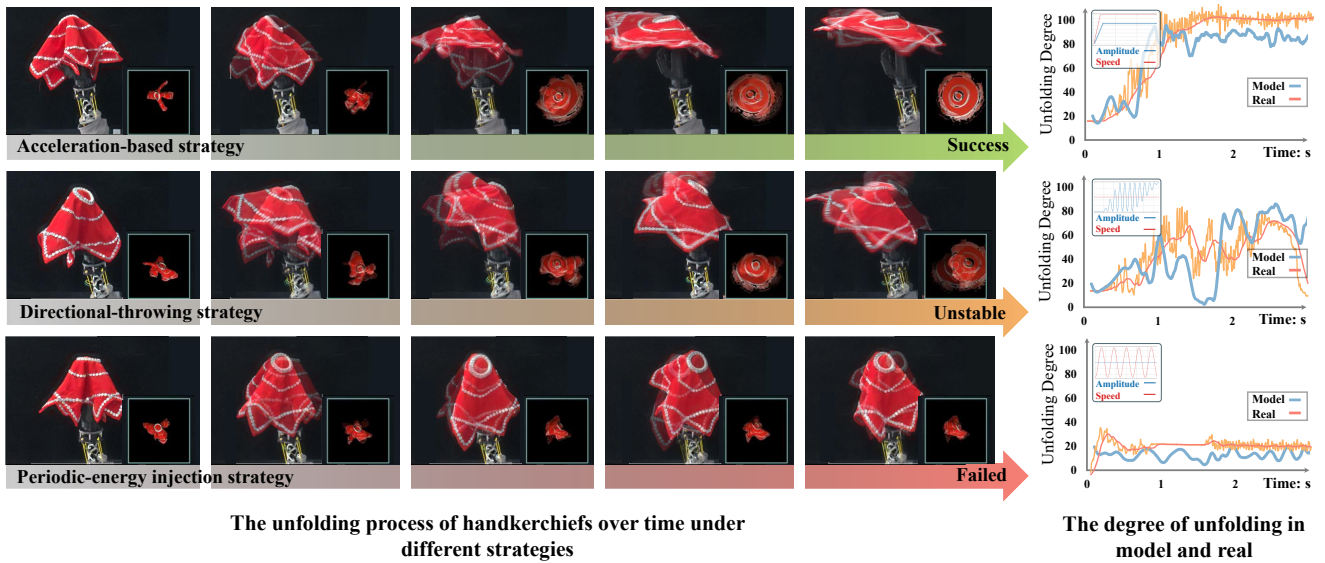 Acceleration-based strategy
Success
Unfolding Degree
100
80
60
40
20
0
Amplitude
Speed
Model
Real
0
1
2
Time: s
Directional-throwing strategy
Unstable
Unfolding Degree
100
80
60
40
20
0
Amplitude
Speed
Model
Real
0
1
2
Time: s
Periodic-energy injection strategy
Failed
Unfolding Degree
100
80
60
40
20
0
Amplitude
Speed
Model
Real
0
1
2
Time: s
The unfolding process of handkerchiefs over time under
different strategies
The degree of unfolding in
model and real